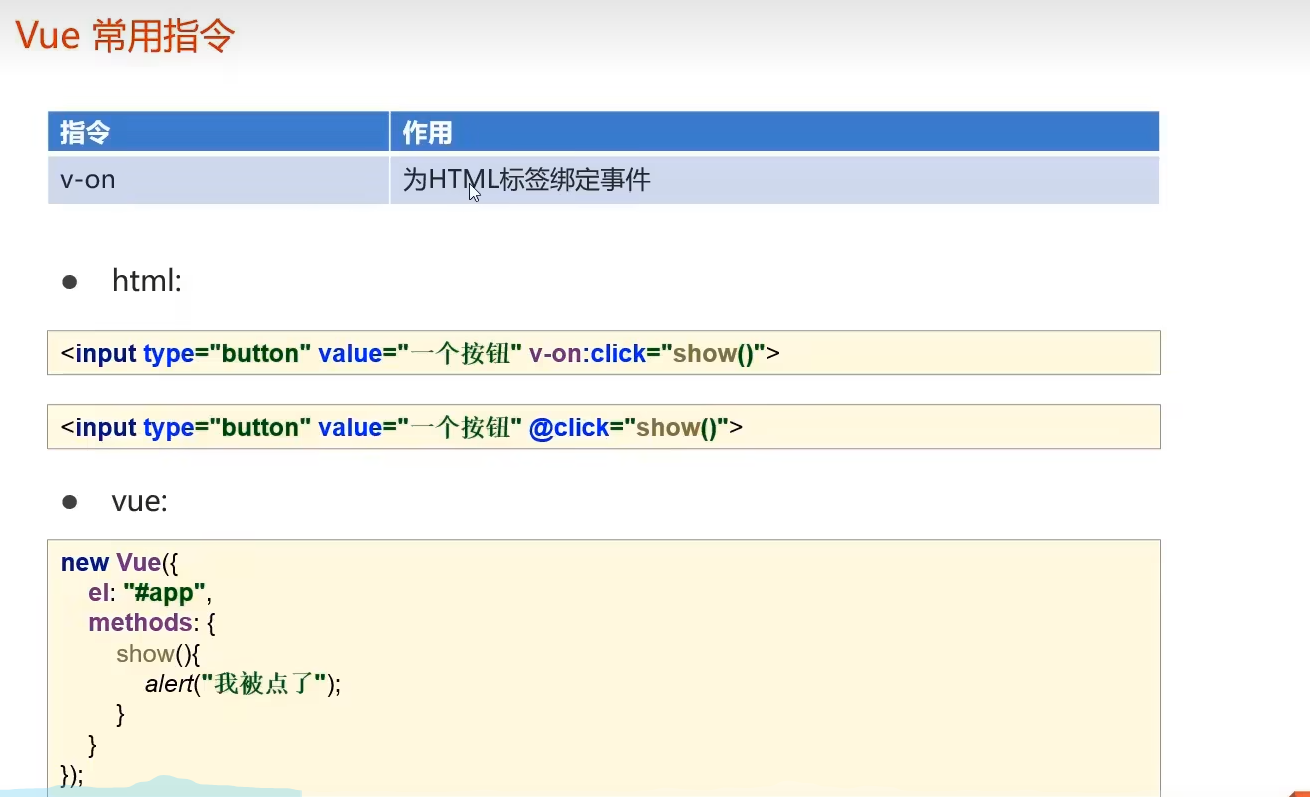 Vue 常用指令
指令 作用
v-on 为HTML标签绑定事件
● html:
<input type="button" value="一个按钮" v-on:click="show()">
<input type="button" value="一个按钮" @click="show()">
● vue:
new Vue({
    el: "#app",
    methods: {
        show(){
            alert("我被点了");
        }
    }
});